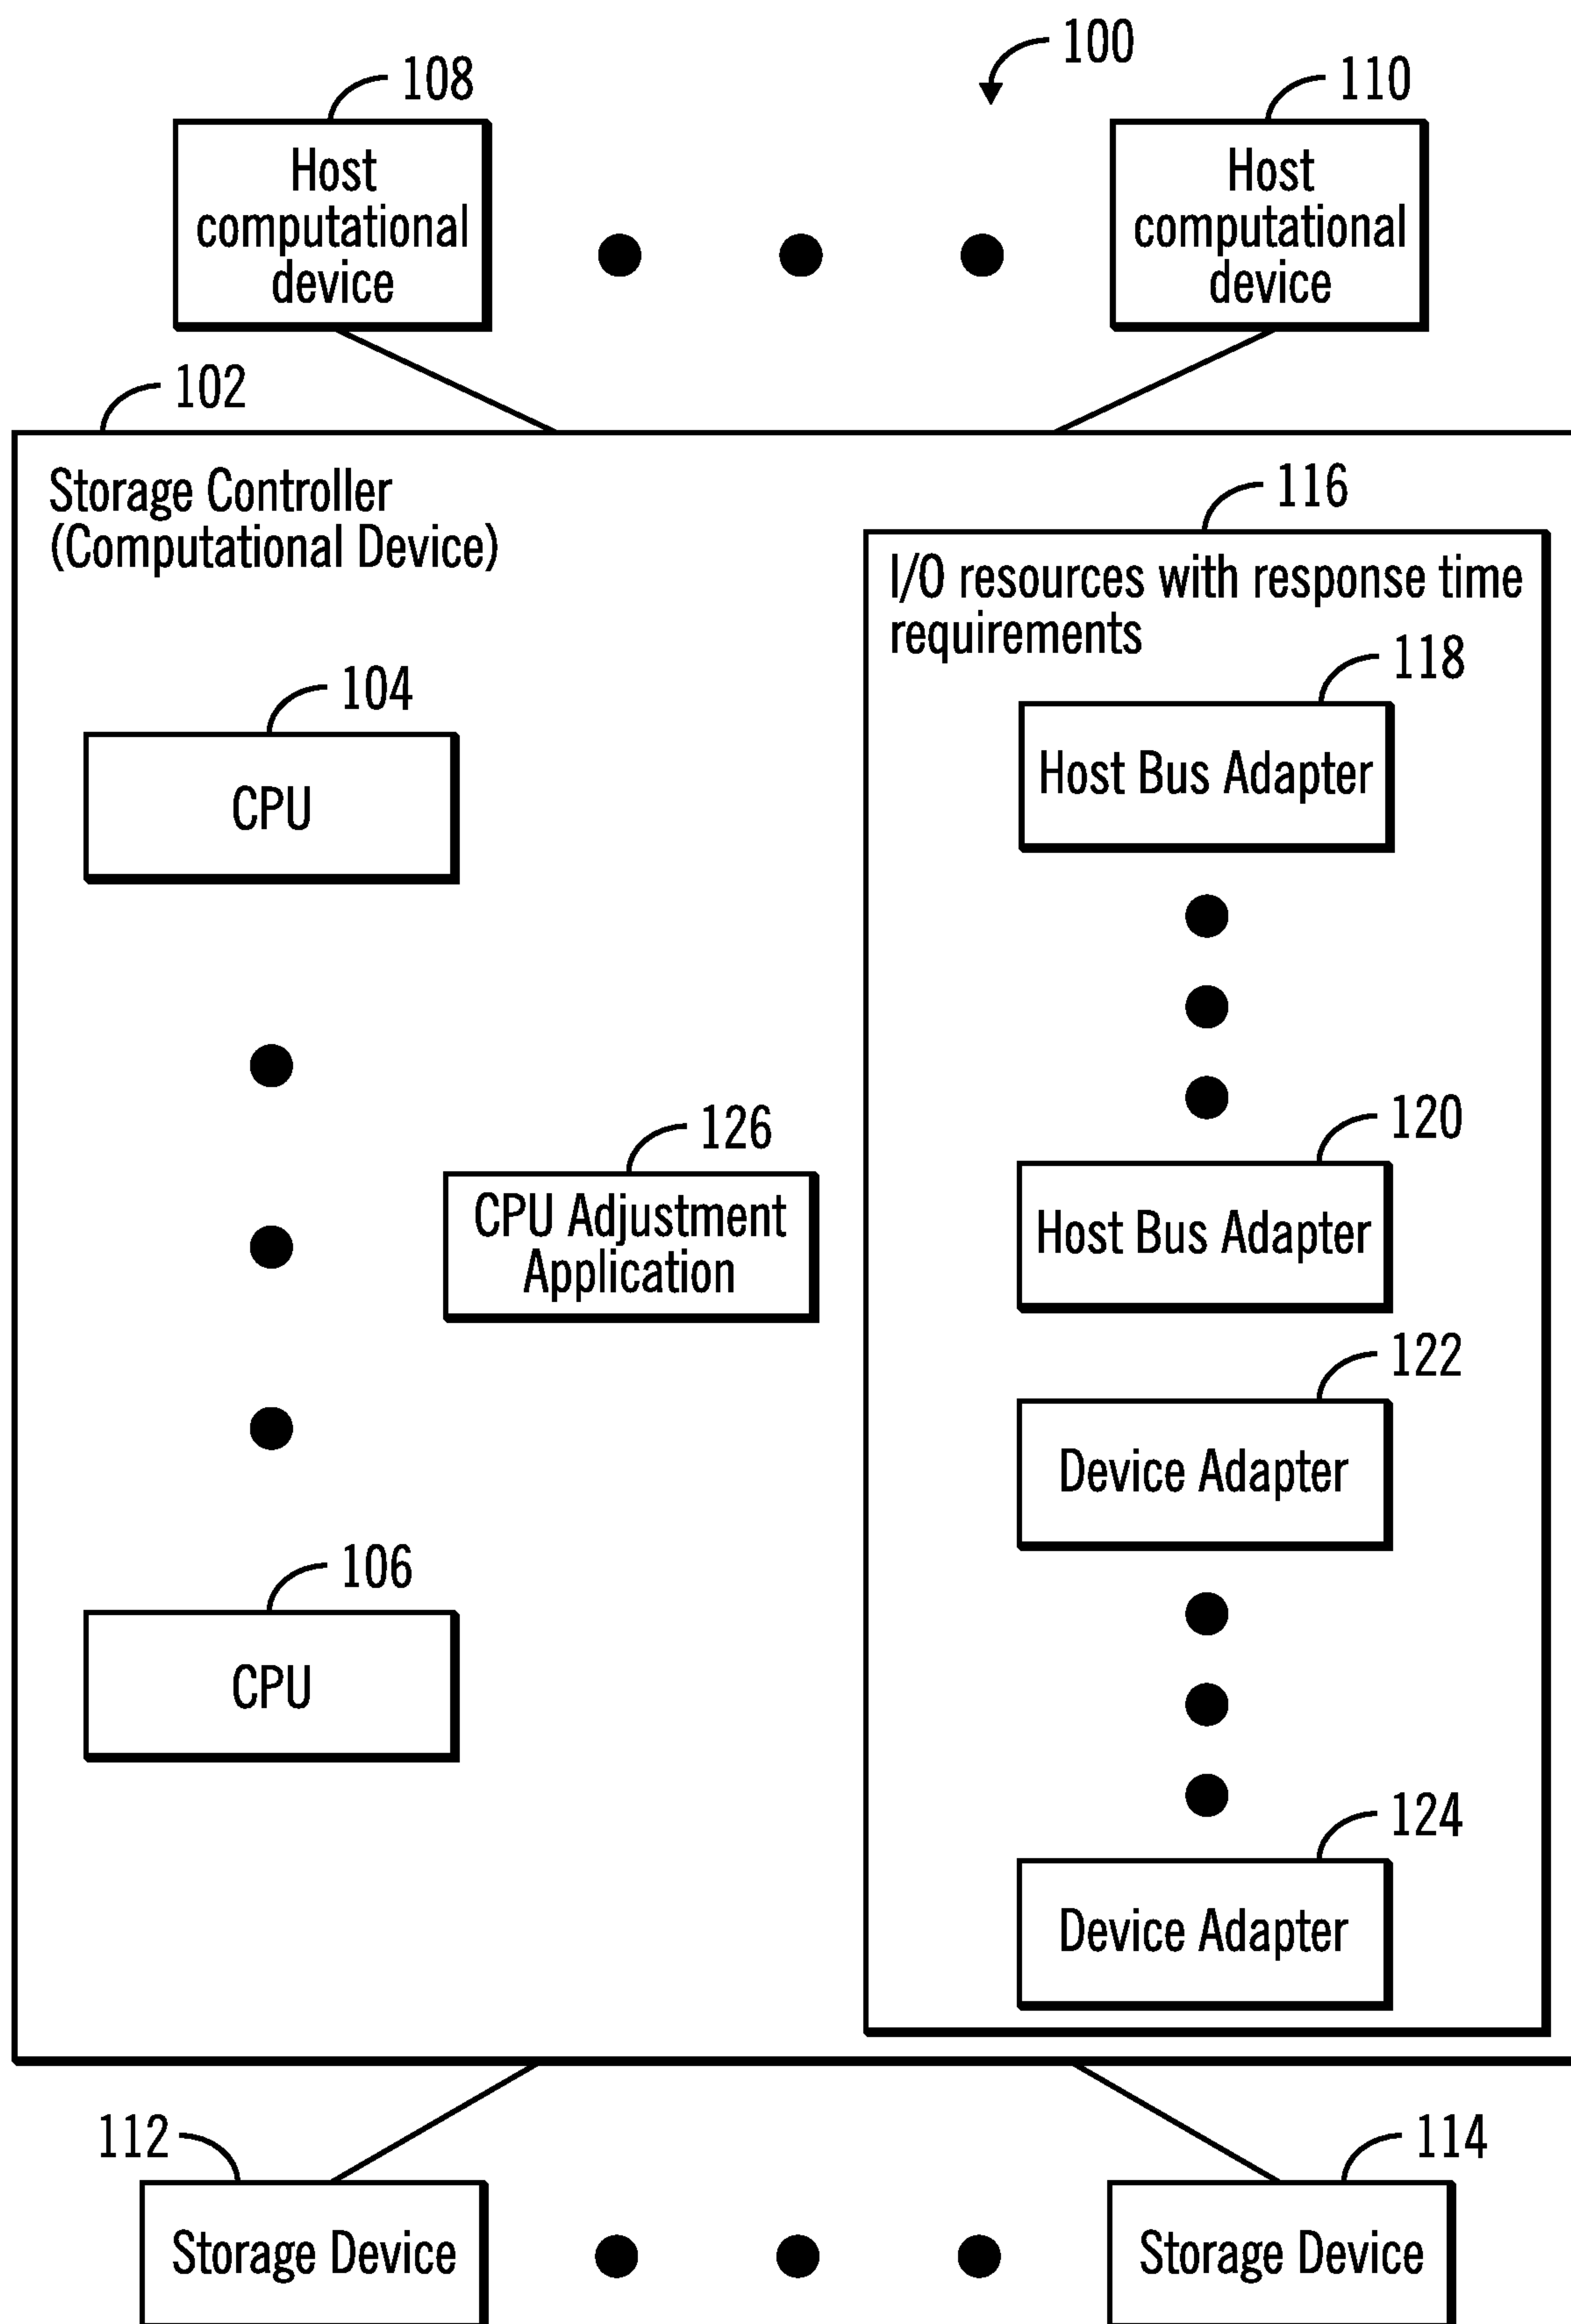 100
108
110
Host
computational
device
Host
computational
device
102
Storage Controller
(Computational Device)
116
I/O resources with response time
requirements
118
104
Host Bus Adapter
CPU
120
126
CPU Adjustment
Application
Host Bus Adapter
122
Device Adapter
106
CPU
124
Device Adapter
112
114
Storage Device
Storage Device